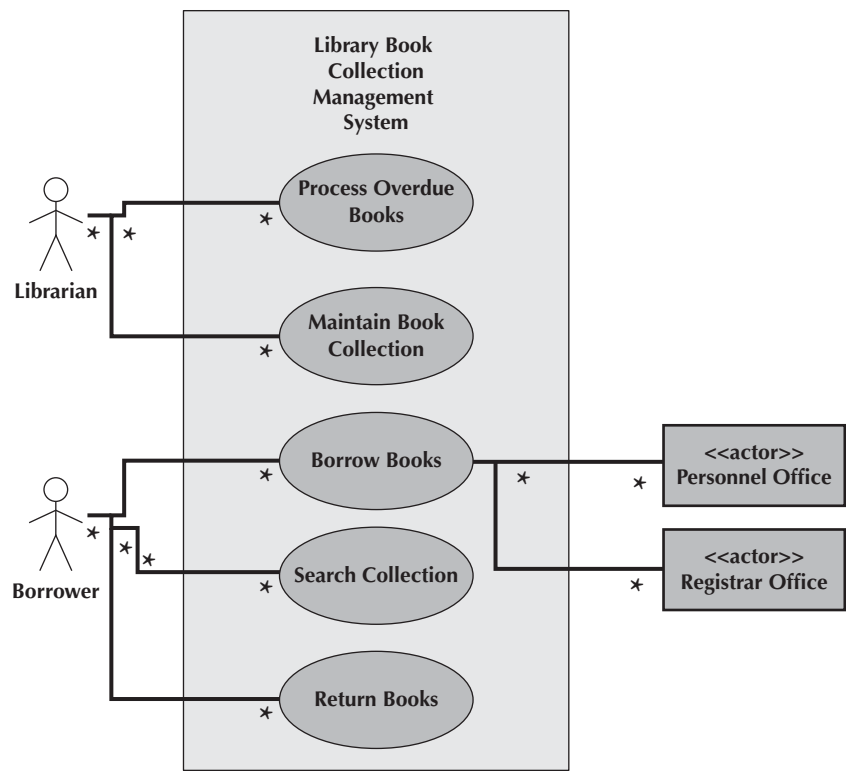 Library Book
Collection
Management
System
Process Overdue
Books
*
*
*
Librarian
Maintain Book
Collection
*
Borrow Books
*
*
*
<<actor>>
Personnel Office
*
*
*
Search Collection
*
<<actor>>
Registrar Office
*
Borrower
Return Books
*